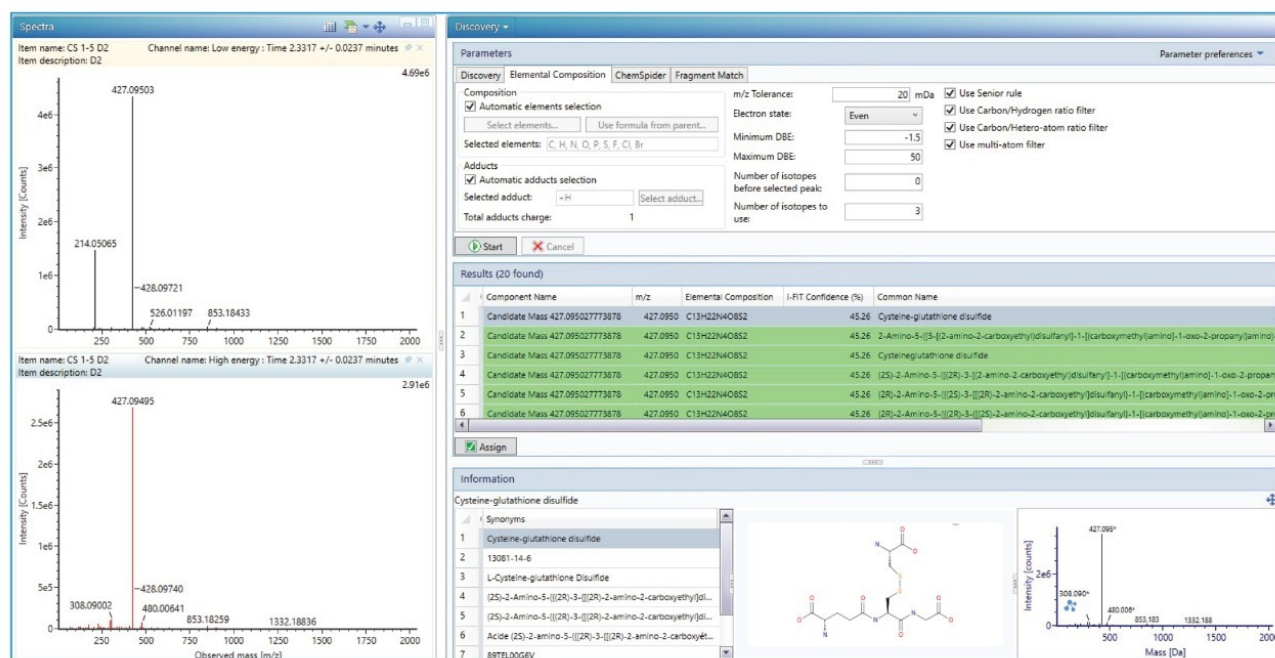 Spectra
Item name: CS 1-5 D2 Channel name: Low energy : Time 2.3317 +/- 0.0237 minutes
Item description: D2
4.69e6
427.09503
4e6
3e6
2e6
1e6
0
Intensity [Counts]
214.05065
428.09721
526.01197
853.18433
250 500 750 1000 1250 1500 1750 2000
Item name: CS 1-5 D2 Channel name: High energy : Time 2.3317 +/- 0.0237 minutes
Item description: D2
2.91e6
427.09495
2.5e6
2e6
1.5e6
1e6
5e5
0
Intensity [Counts]
308.09002
428.09740
480.00641
853.18259
1332.18836
250 500 750 1000 1250 1500 1750 2000
Observed mass [m/z]
Discovery
Parameters
Parameter preferences
Discovery Elemental Composition ChemSpider Fragment Match
Composition
Automatic elements selection
Select elements... Use formula from parent...
Selected elements: C, H, N, O, P, S, F, Cl, Br
Adducts
Automatic adducts selection
Selected adduct: +H Select adduct...
Total adducts charge: 1
m/z Tolerance: 20 mDa
Electron state: Even
Minimum DBE: -1.5
Maximum DBE: 50
Number of isotopes before selected peak: 0
Number of isotopes to use: 3
Use Senior rule
Use Carbon/Hydrogen ratio filter
Use Carbon/Hetero-atom ratio filter
Use multi-atom filter
Start Cancel
Results (20 found)
Component Name m/z Elemental Composition I-FIT Confidence (%) Common Name
1 Candidate Mass 427.095027773878 427.0950 C13H22N4O8S2 45.26 Cysteine-glutathione disulfide
2 Candidate Mass 427.095027773878 427.0950 C13H22N4O8S2 45.26 2-Amino-5-({3-[(2-amino-2-carboxyethyl)disulfanyl]-1-[(carboxymethyl)amino]-1-oxo-2-propanyl}amino)-
3 Candidate Mass 427.095027773878 427.0950 C13H22N4O8S2 45.26 Cysteineglutathione disulfide
4 Candidate Mass 427.095027773878 427.0950 C13H22N4O8S2 45.26 (2S)-2-Amino-5-({(2R)-3-[(2-amino-2-carboxyethyl)disulfanyl]-1-[(carboxymethyl)amino]-1-oxo-2-propan
5 Candidate Mass 427.095027773878 427.0950 C13H22N4O8S2 45.26 (2R)-2-Amino-5-({(2S)-3-{[(2R)-2-amino-2-carboxyethyl]disulfanyl}-1-[(carboxymethyl)amino]-1-oxo-2-pr
6 Candidate Mass 427.095027773878 427.0950 C13H22N4O8S2 45.26 (2R)-2-Amino-5-({(2R)-3-{[(2S)-2-amino-2-carboxyethyl]disulfanyl}-1-[(carboxymethyl)amino]-1-oxo-2-pr
Assign
Information
Cysteine-glutathione disulfide
Synonyms
1 Cysteine-glutathione disulfide
2 13081-14-6
3 L-Cysteine-glutathione Disulfide
4 (2S)-2-Amino-5-({(2R)-3-{[(2R)-2-amino-2-carboxyethyl]di...
5 (2S)-2-amino-5-({(2R)-3-{[(2R)-2-amino-2-carboxyethyl]di...
6 Acide (2S)-2-amino-5-({(2R)-3-{[(2R)-2-amino-2-carboxyét...
7 89TEL00G6V
N O O S S O O O N N O O N O
427.095*
2e6
0
Intensity [counts]
308.090*
480.006*
853.183
1332.188
500 1000 1500 2000
Mass [Da]